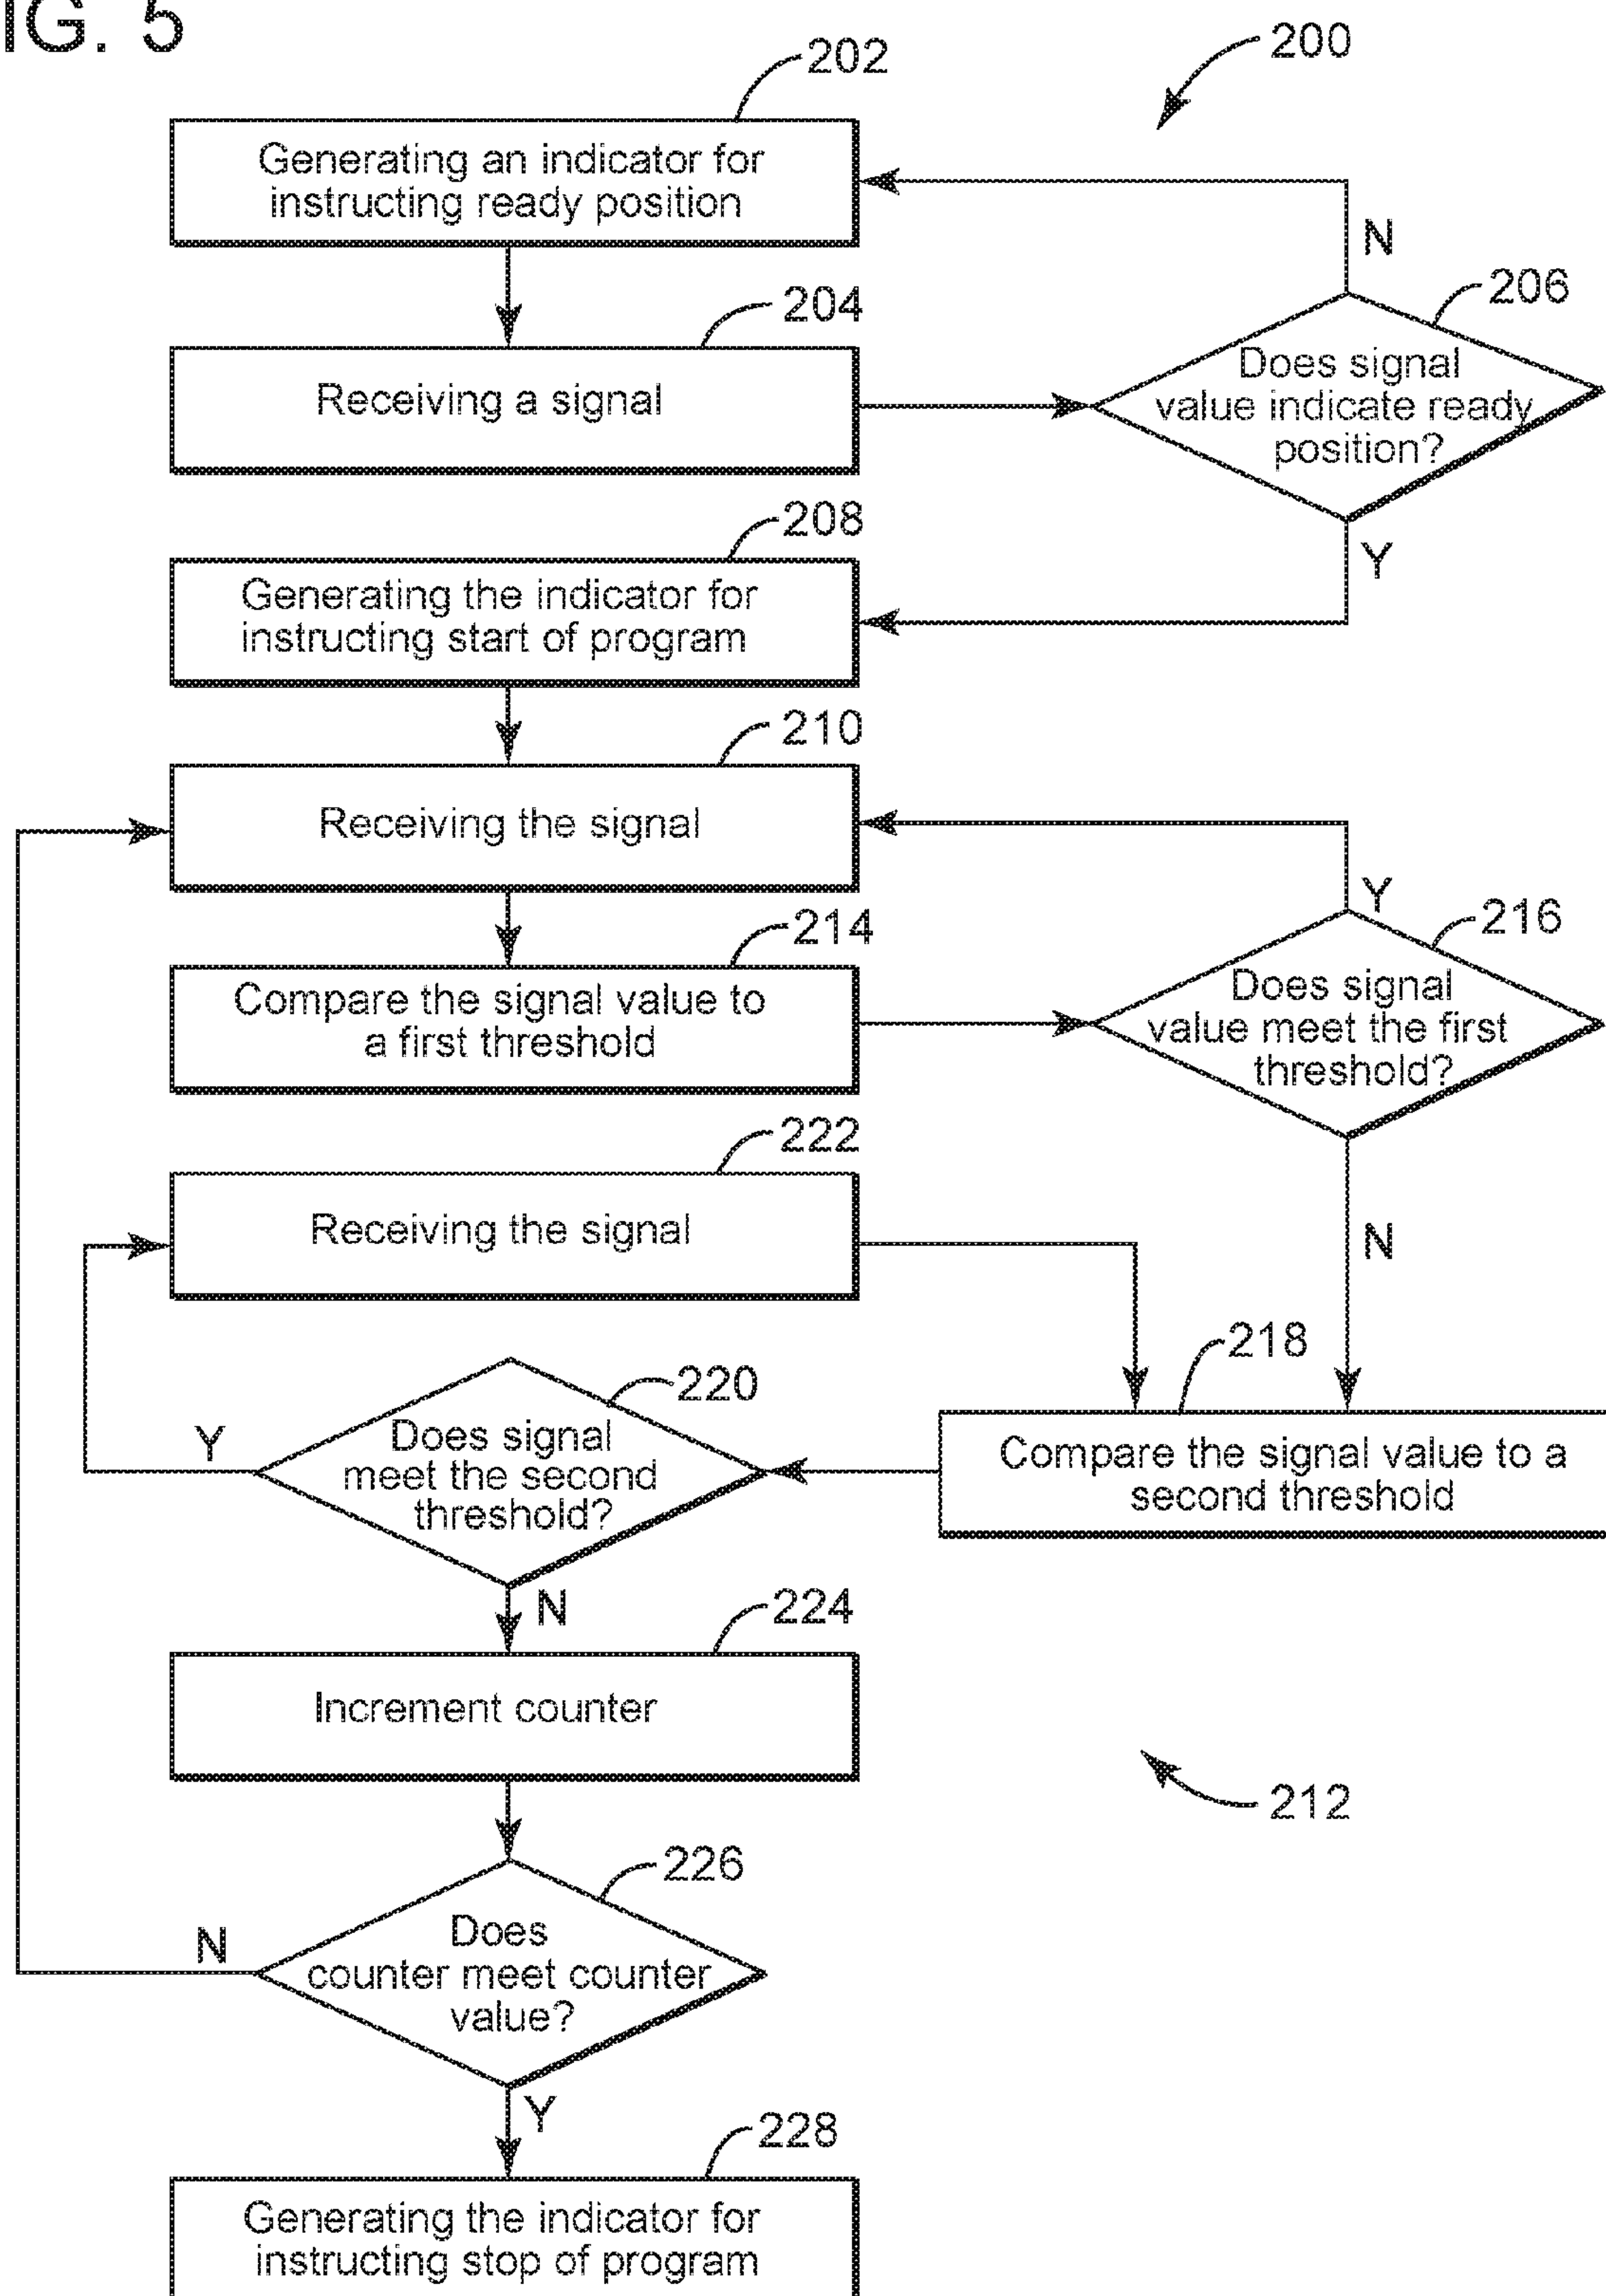 IG. 5
200
202
Generating an indicator for
instructing ready position
N
204
206
Receiving a signal
Does signal
value indicate ready
position?
Y
208
Generating the indicator for
instructing start of program
210
Receiving the signal
Y
214
216
Compare the signal value to
a first threshold
Does signal
value meet the first
threshold?
222
Receiving the signal
N
218
220
Y
Does signal
meet the second
threshold?
Compare the signal value to a
second threshold
N
224
Increment counter
212
226
N
Does
counter meet counter
value?
Y
228
Generating the indicator for
instructing stop of program